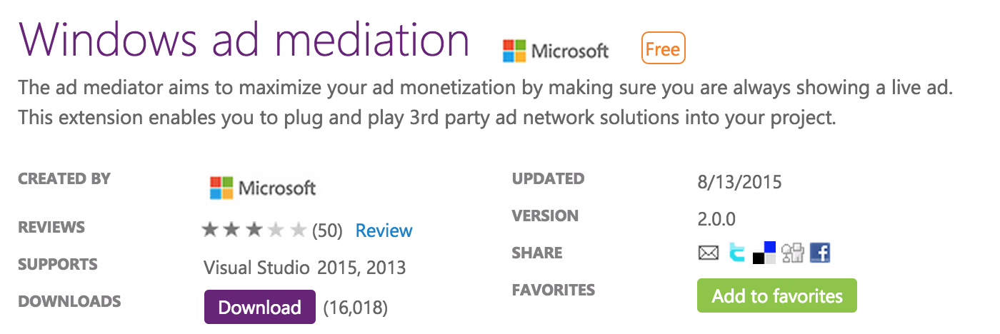 Windows ad mediation Microsoft Free
The ad mediator aims to maximize your ad monetization by making sure you are always showing a live ad.
This extension enables you to plug and play 3rd party ad network solutions into your project.
CREATED BY Microsoft
REVIEWS (50) Review
SUPPORTS Visual Studio 2015, 2013
DOWNLOADS Download (16,018)
UPDATED 8/13/2015
VERSION 2.0.0
SHARE
FAVORITES Add to favorites